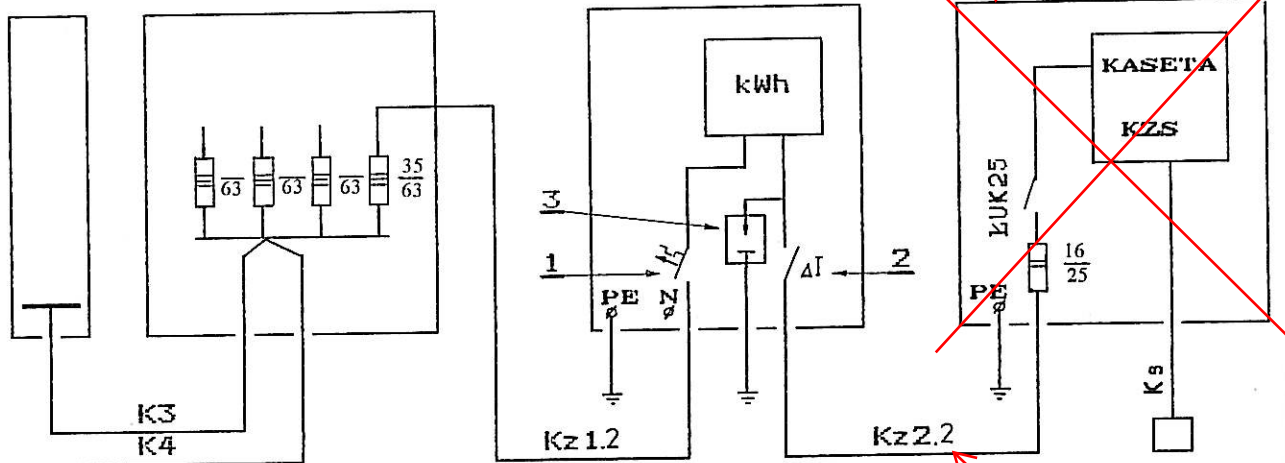 kWh
KASETA
KZS
ŁUK25
63
63
63
35
63
3
1
2
ΔI
PE
N
16
25
PE
Ks
K3
K4
Kz1.2
Kz2.2